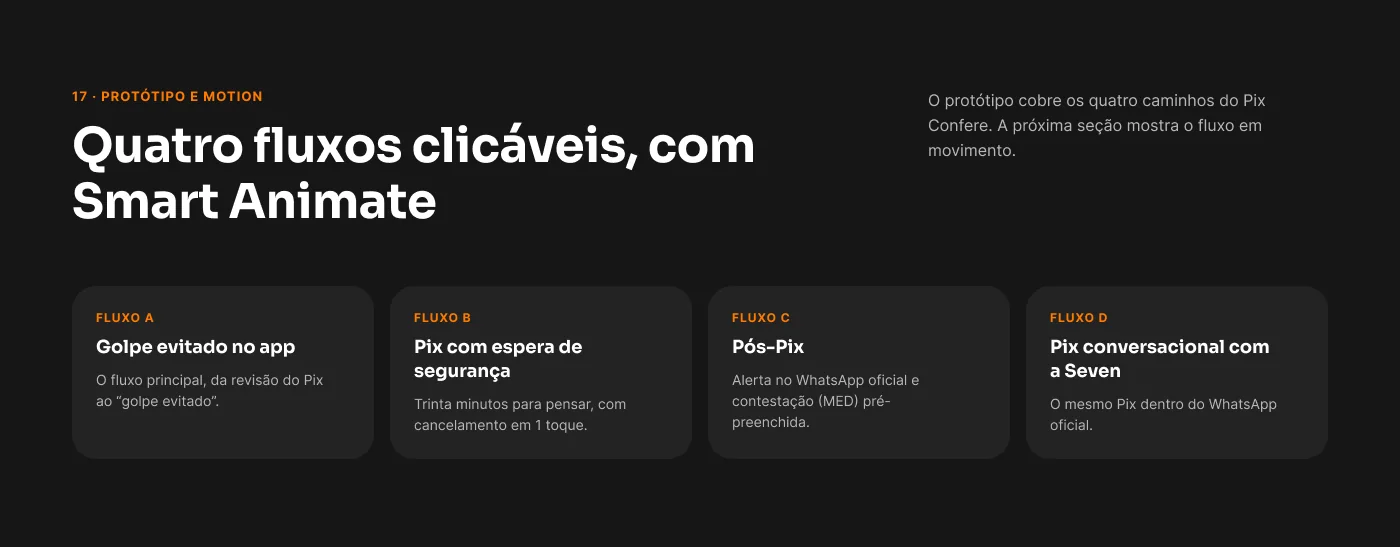 17 · PROTÓTIPO E MOTION
Quatro fluxos clicáveis, com
Smart Animate
O protótipo cobre os quatro caminhos do Pix
Confere. A próxima seção mostra o fluxo em
movimento.
FLUXO A
Golpe evitado no app
O fluxo principal, da revisão do Pix
ao “golpe evitado”.
FLUXO B
Pix com espera de
segurança
Trinta minutos para pensar, com
cancelamento em 1 toque.
FLUXO C
Pós-Pix
Alerta no WhatsApp oficial e
contestação (MED) pré-
preenchida.
FLUXO D
Pix conversacional com
a Seven
O mesmo Pix dentro do WhatsApp
oficial.